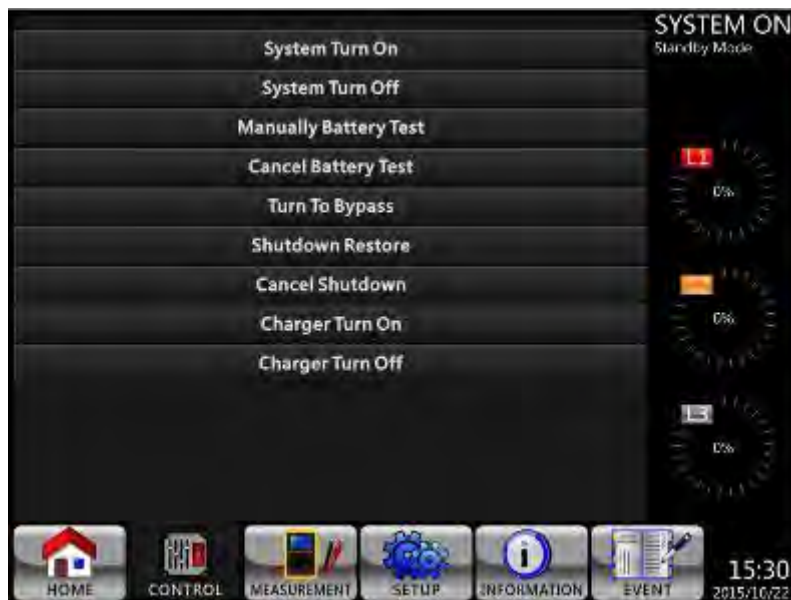 SYSTEM ON
Standby Mode
System Turn On
System Turn Off
Manually Battery Test
Cancel Battery Test
Turn To Bypass
Shutdown Restore
Cancel Shutdown
Charger Turn On
Charger Turn Off
L1
0%
0%
L3
0%
HOME
CONTROL
MEASUREMENT
SETUP
INFORMATION
EVENT
15:30
2015/10/22